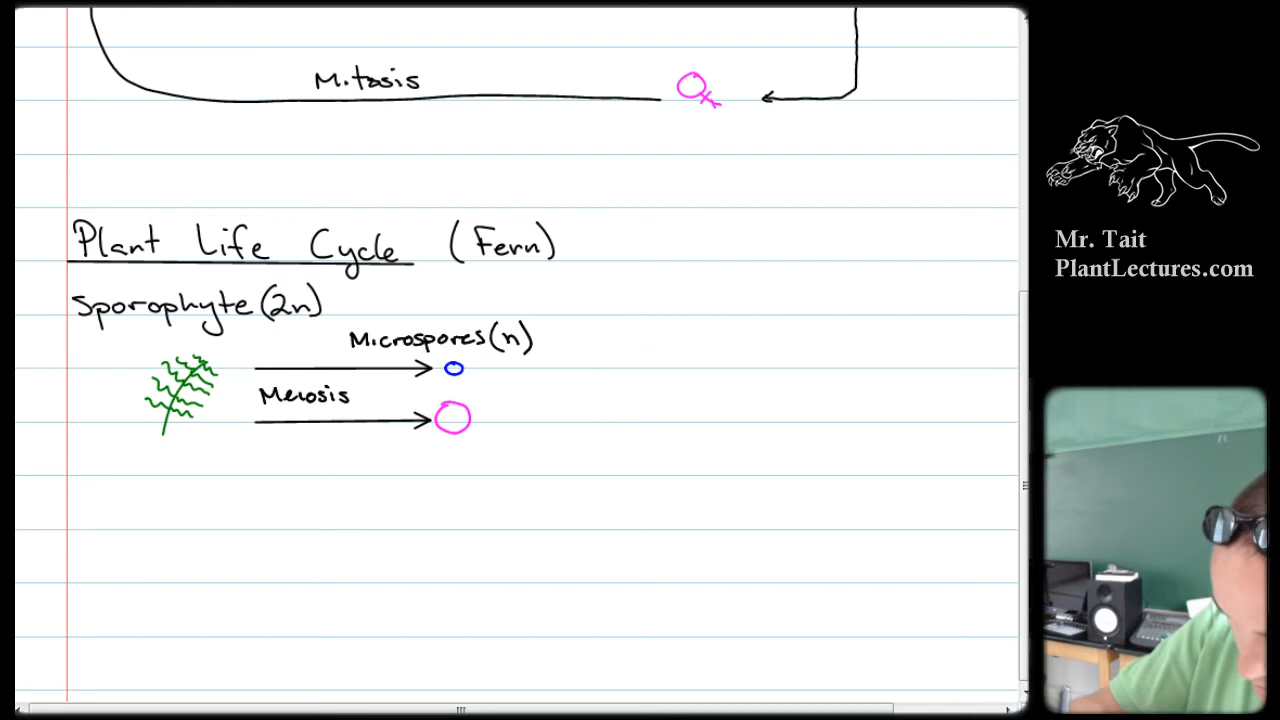 Mitosis
Plant Life Cycle (Fern)
Sporophyte (2n)
Microspores (n)
Meiosis
Mr. Tait
PlantLectures.com